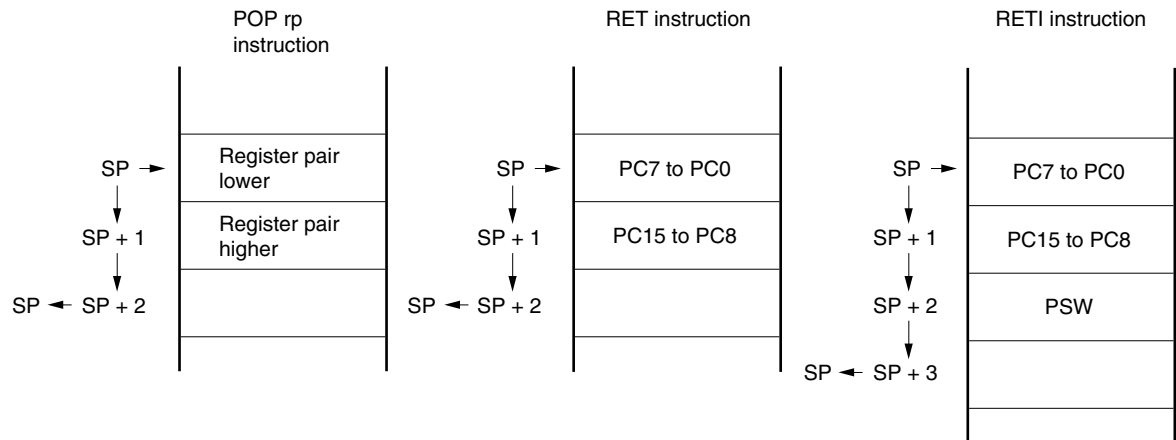 POP rp
instruction
SP
Register pair
lower
SP + 1
Register pair
higher
SP
SP + 2
RET instruction
SP
PC7 to PC0
SP + 1
PC15 to PC8
SP
SP + 2
RETI instruction
SP
PC7 to PC0
SP + 1
PC15 to PC8
SP + 2
PSW
SP
SP + 3